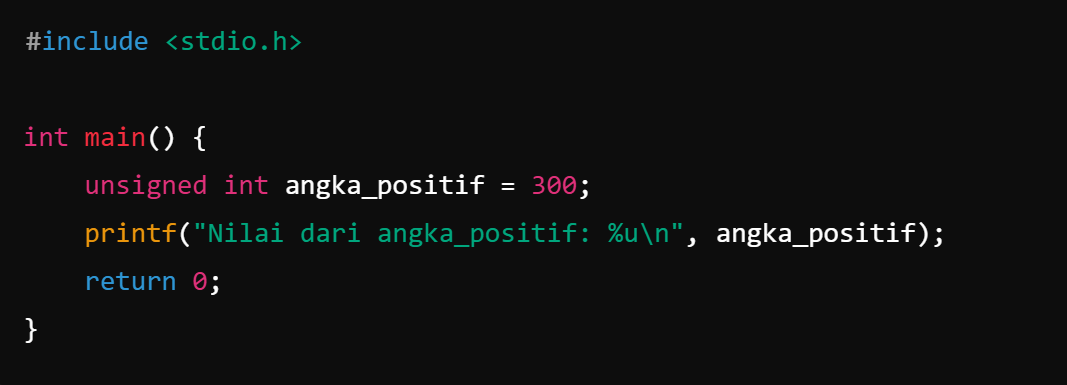 #include <stdio.h>
int main() {
    unsigned int angka_positif = 300;
    printf("Nilai dari angka_positif: %u\n", angka_positif);
    return 0;
}